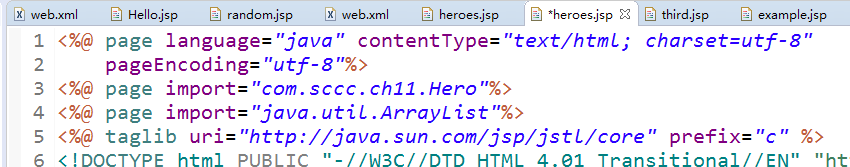 web.xml Hello.jsp random.jsp web.xml heroes.jsp *heroes.jsp third.jsp example.jsp
1 <%@ page language="java" contentType="text/html; charset=utf-8"
2 pageEncoding="utf-8"%>
3 <%@ page import="com.sccc.ch11.Hero"%>
4 <%@ page import="java.util.ArrayList"%>
5 <%@ taglib uri="http://java.sun.com/jsp/jstl/core" prefix="c" %>
6 <!DOCTYPE html PUBLIC "-//W3C//DTD HTML 4.01 Transitional//EN" "ht